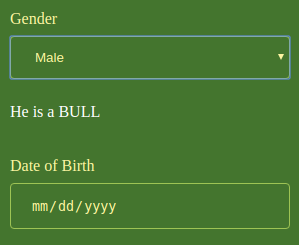 Gender
Male
He is a BULL
Date of Birth
mm/dd/yyyy